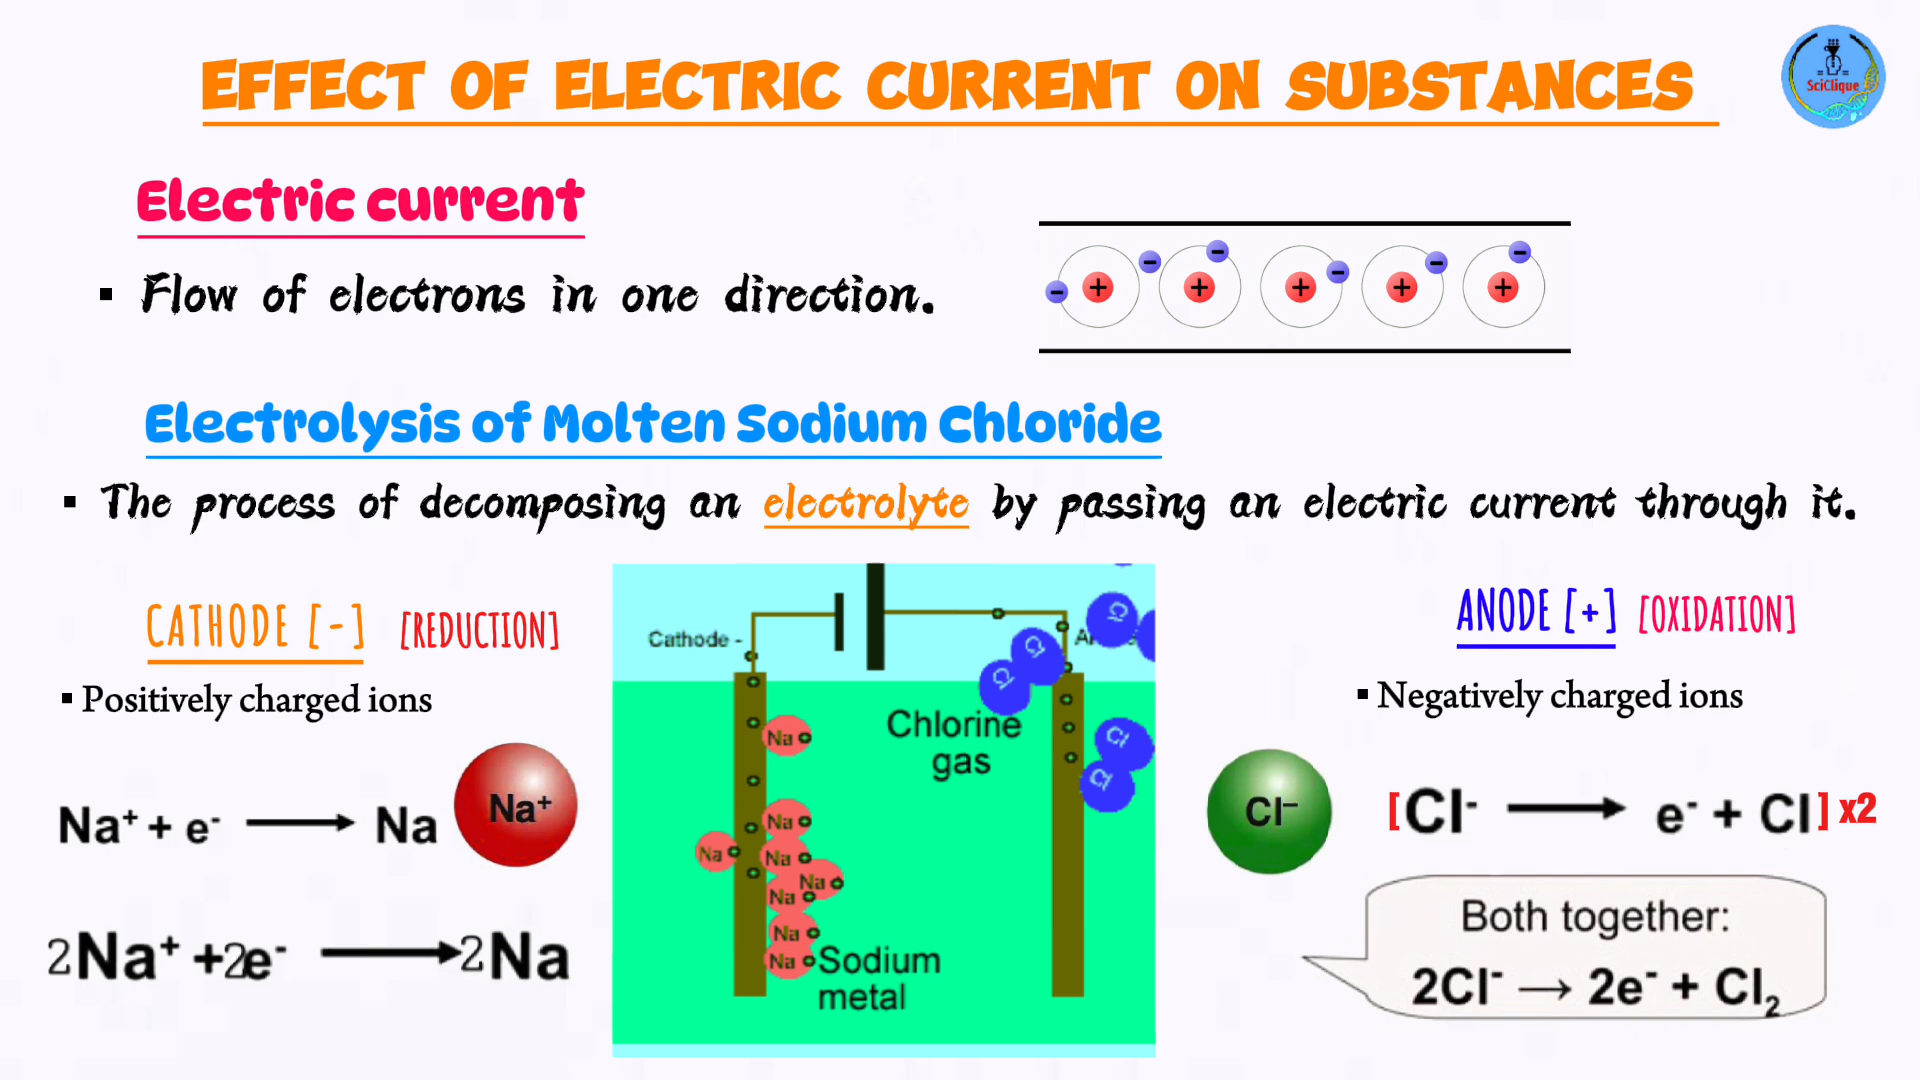 EFFECT OF ELECTRIC CURRENT ON SUBSTANCES
SciClique
Electric current
▪ Flow of electrons in one direction.
- + - + - + - + - + -
Electrolysis of Molten Sodium Chloride
▪ The process of decomposing an electrolyte by passing an electric current through it.
CATHODE [-] [REDUCTION]
▪ Positively charged ions
Na⁺ + e⁻ ⟶ Na
Na⁺
2Na⁺ +2e⁻ ⟶ 2Na
Cathode -
Cl
Cl
Cl
Chlorine
gas
Cl
Cl
Na
Na
Na
Na
Na
Na
Na
Na
Sodium
metal
ANODE [+] [OXIDATION]
▪ Negatively charged ions
Cl⁻
[Cl⁻ ⟶ e⁻ + Cl] x2
Both together:
2Cl⁻ → 2e⁻ + Cl₂